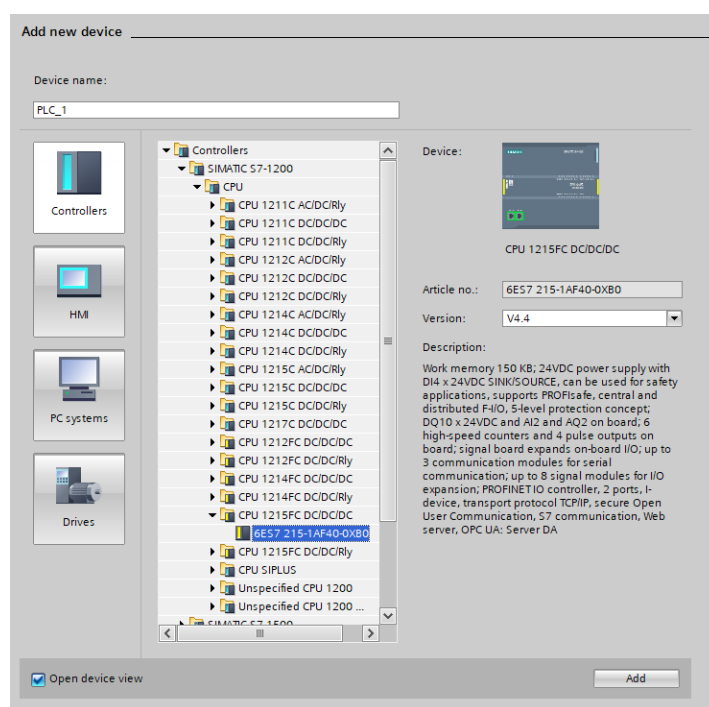 Add new device
Device name:
PLC_1
Controllers
HMI
PC systems
Drives
Controllers
SIMATIC S7-1200
CPU
CPU 1211C AC/DC/Rly
CPU 1211C DC/DC/DC
CPU 1211C DC/DC/Rly
CPU 1212C AC/DC/Rly
CPU 1212C DC/DC/DC
CPU 1212C DC/DC/Rly
CPU 1214C AC/DC/Rly
CPU 1214C DC/DC/DC
CPU 1214C DC/DC/Rly
CPU 1215C AC/DC/Rly
CPU 1215C DC/DC/DC
CPU 1215C DC/DC/Rly
CPU 1217C DC/DC/DC
CPU 1212FC DC/DC/DC
CPU 1212FC DC/DC/Rly
CPU 1214FC DC/DC/DC
CPU 1214FC DC/DC/Rly
CPU 1215FC DC/DC/DC
6ES7 215-1AF40-0XB0
CPU 1215FC DC/DC/Rly
CPU SIPLUS
Unspecified CPU 1200
Unspecified CPU 1200 ...
SIMATIC S7-1500
Device:
CPU 1215FC DC/DC/DC
Article no.: 6ES7 215-1AF40-0XB0
Version: V4.4
Description:
Work memory 150 KB; 24VDC power supply with
DI4 x 24VDC SINK/SOURCE, can be used for safety
applications, supports PROFIsafe, central and
distributed F-I/O, 5-level protection concept;
DQ10 x 24VDC and AI2 and AQ2 on board; 6
high-speed counters and 4 pulse outputs on
board; signal board expands on-board I/O; up to
3 communication modules for serial
communication; up to 8 signal modules for I/O
expansion; PROFINET IO controller, 2 ports, I-
device, transport protocol TCP/IP, secure Open
User Communication, S7 communication, Web
server, OPC UA: Server DA
Open device view
Add